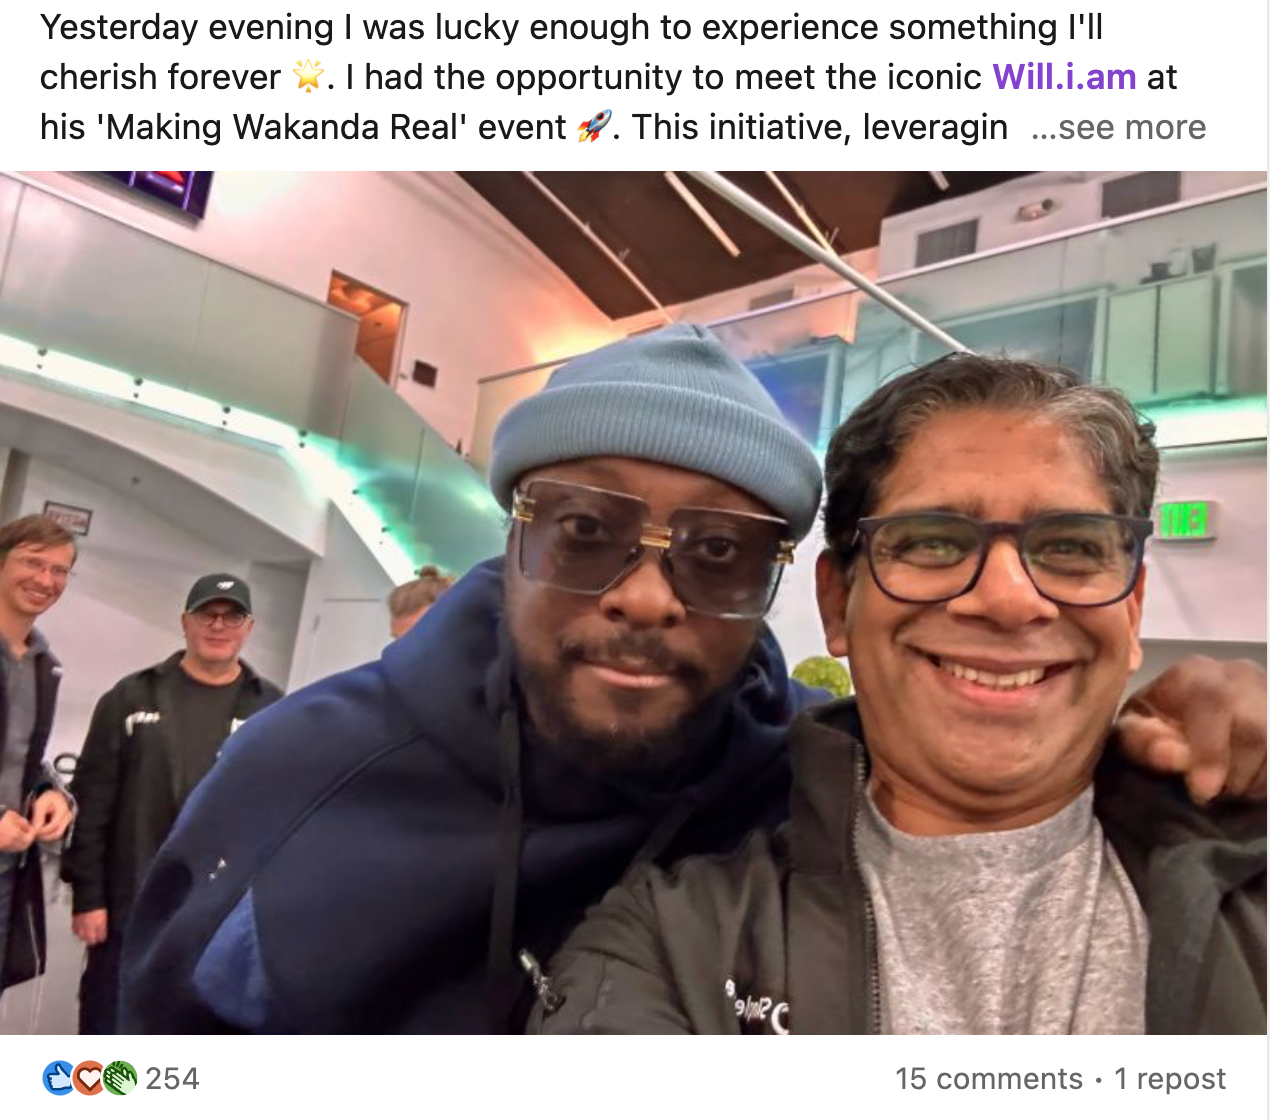 Yesterday evening I was lucky enough to experience something I'll
cherish forever 🌟. I had the opportunity to meet the iconic Will.i.am at
his 'Making Wakanda Real' event 🚀. This initiative, leveragin ...see more
254
15 comments · 1 repost